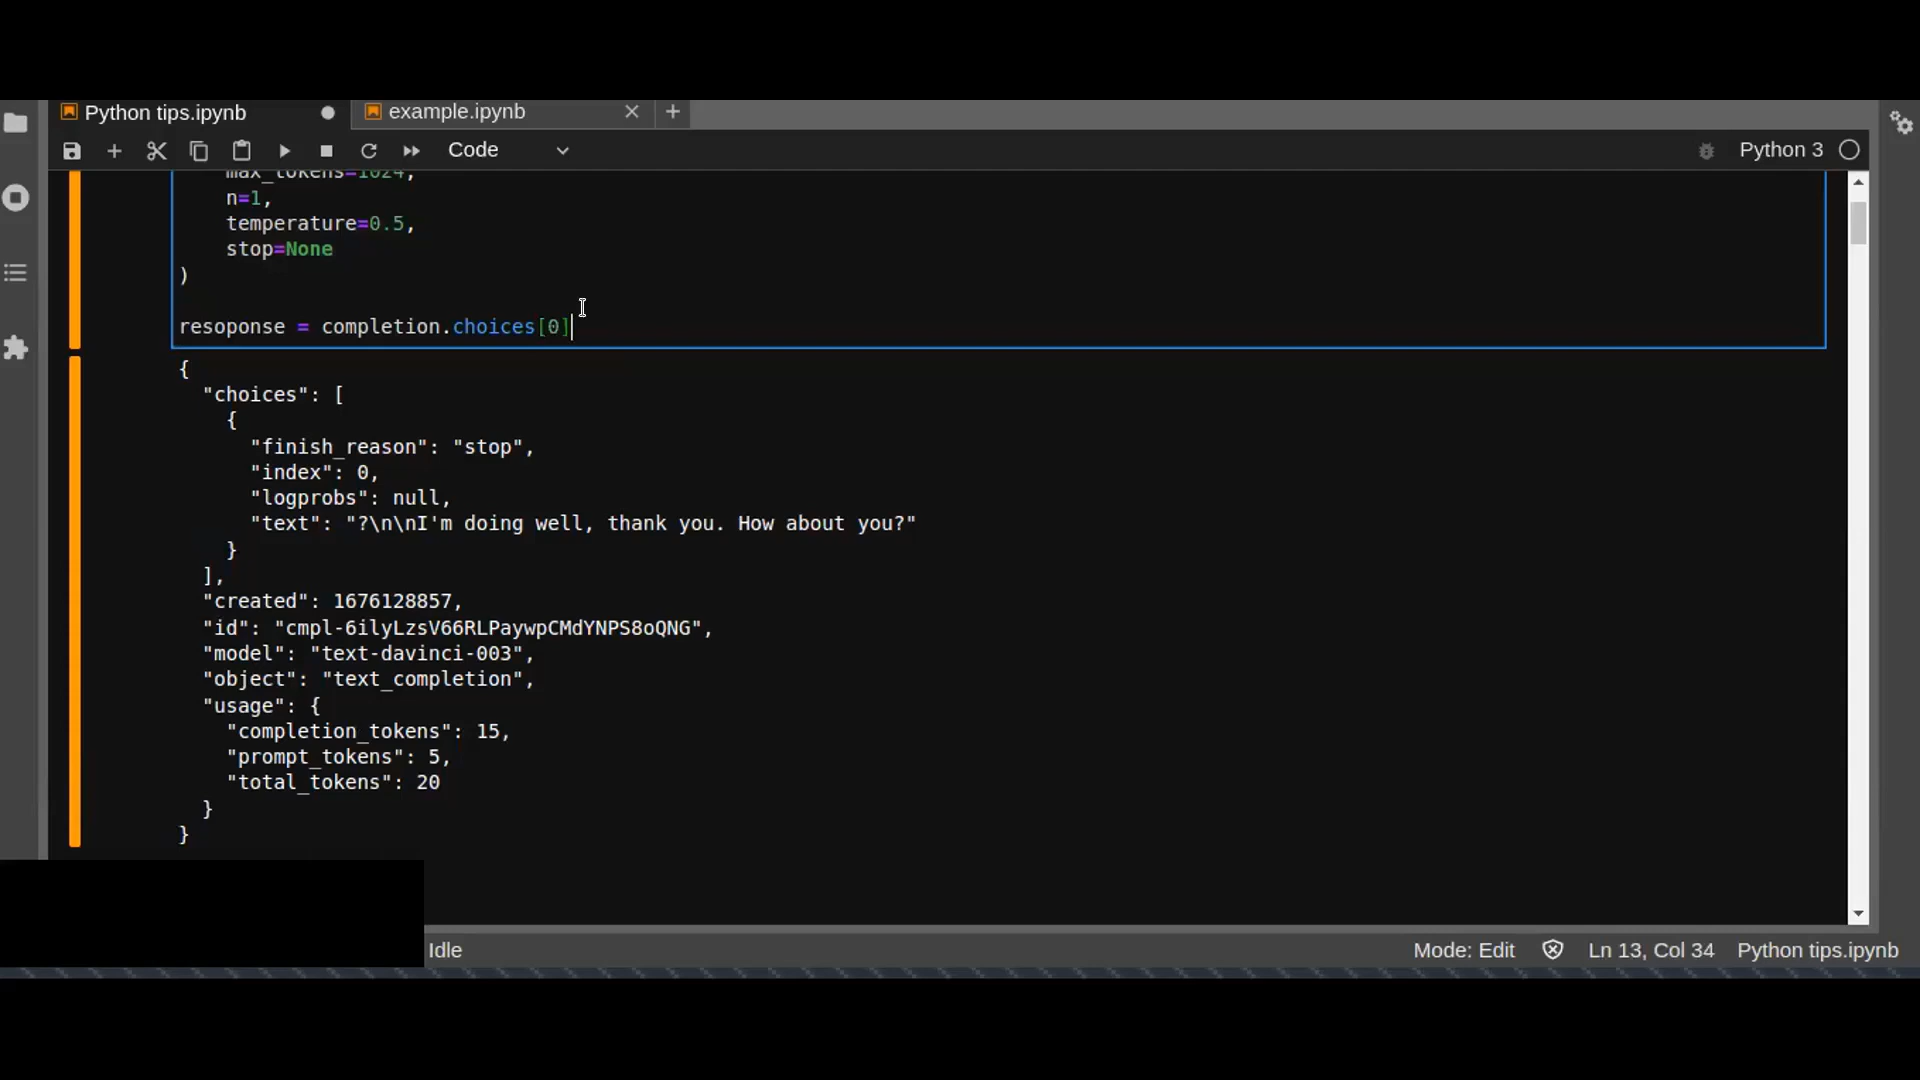 Python tips.ipynb
example.ipynb
Code
Python 3
max_tokens=1024,
n=1,
temperature=0.5,
stop=None
)
resoponse = completion.choices[0]
{
"choices": [
{
"finish_reason": "stop",
"index": 0,
"logprobs": null,
"text": "?\n\nI'm doing well, thank you. How about you?"
}
],
"created": 1676128857,
"id": "cmpl-6ilyLzsV66RLPaywpCMdYNPS8oQNG",
"model": "text-davinci-003",
"object": "text_completion",
"usage": {
"completion_tokens": 15,
"prompt_tokens": 5,
"total_tokens": 20
}
}
Idle
Mode: Edit
Ln 13, Col 34
Python tips.ipynb